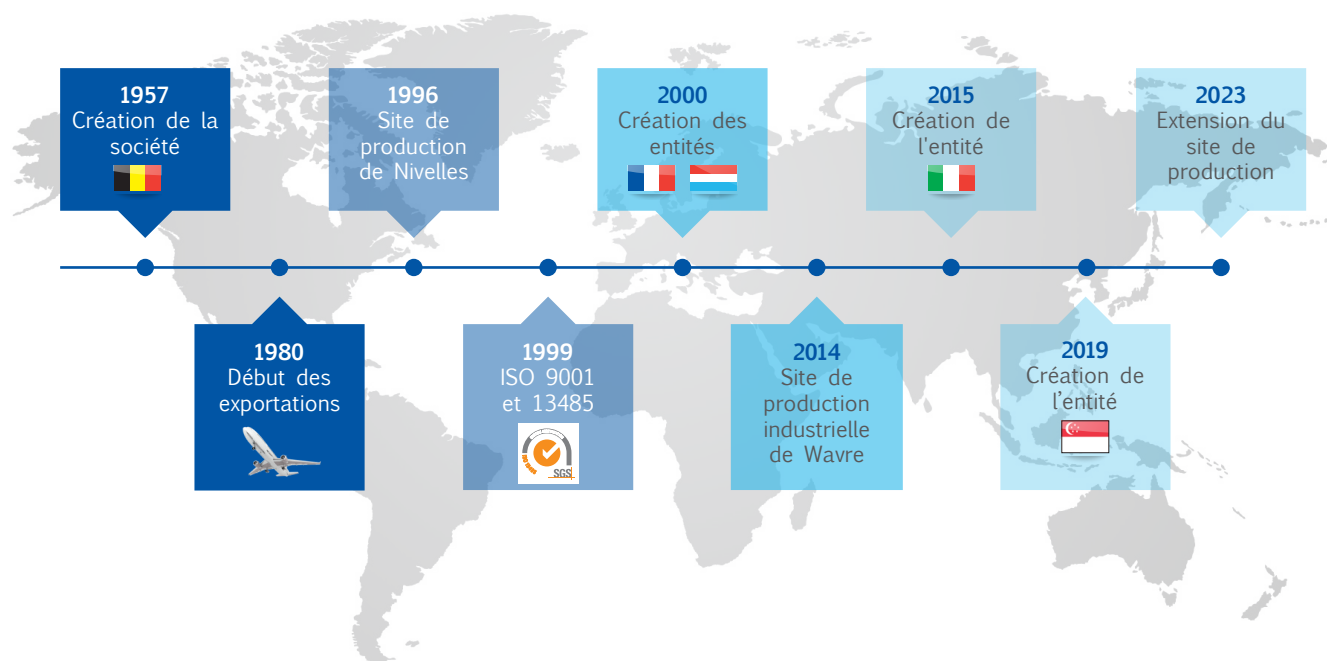 1957
Création de la
société
1980
Début des
exportations
1996
Site de
production
de Nivelles
1999
ISO 9001
et 13485
SGS
2000
Création des
entités
2014
Site de
production
industrielle
de Wavre
2015
Création de
l'entité
2019
Création de
l’entité
2023
Extension du
site de
production